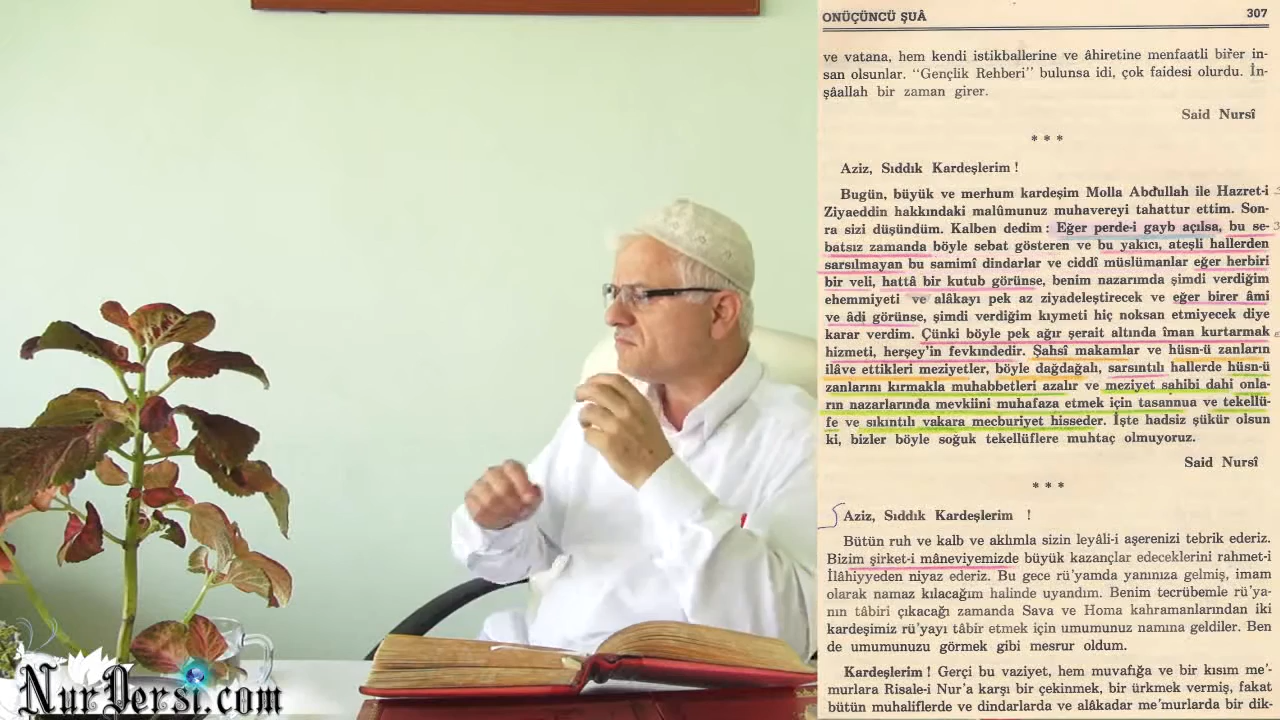 ONÜÇÜNCÜ ŞUÂ 307
ve vatana, hem kendi istikballerine ve âhiretine menfaatli birer in-
san olsunlar. "Gençlik Rehberi" bulunsa idi, çok faidesi olurdu. İn-
şâallah bir zaman girer.
Said Nursî
* * *
Aziz, Sıddık Kardeşlerim !
Bugün, büyük ve merhum kardeşim Molla Abdullah ile Hazret-i
Ziyaeddin hakkındaki malûmunuz muhavereyi tahattur ettim. Son-
ra sizi düşündüm. Kalben dedim : Eğer perde-i gayb açılsa, bu se-
batsız zamanda böyle sebat gösteren ve bu yakıcı, ateşli hallerden
sarsılmayan bu samimî dindarlar ve ciddî müslümanlar eğer herbiri
bir veli, hattâ bir kutub görünse, benim nazarımda şimdi verdiğim
ehemmiyeti ve alâkayı pek az ziyadeleştirecek ve eğer birer âmi
ve âdi görünse, şimdi verdiğim kıymeti hiç noksan etmiyecek diye
karar verdim. Çünki böyle pek ağır şerait altında îman kurtarmak
hizmeti, herşey'in fevkındedir. Şahsî makamlar ve hüsn-ü zanların
ilâve ettikleri meziyetler, böyle dağdağalı, sarsıntılı hallerde hüsn-ü
zanlarını kırmakla muhabbetleri azalır ve meziyet sahibi dahi onla-
rın nazarlarında mevkiini muhafaza etmek için tasannua ve tekellü-
fe ve sıkıntılı vakara mecburiyet hisseder. İşte hadsiz şükür olsun
ki, bizler böyle soğuk tekellüflere muhtaç olmuyoruz.
Said Nursî
* * *
Aziz, Sıddık Kardeşlerim !
Bütün ruh ve kalb ve aklımla sizin leyâli-i aşerenizi tebrik ederiz.
Bizim şirket-i mâneviyemizde büyük kazançlar edeceklerini rahmet-i
İlâhiyyeden niyaz ederiz. Bu gece rü'yamda yanınıza gelmiş, imam
olarak namaz kılacağım halinde uyandım. Benim tecrübemle rü'ya-
nın tâbiri çıkacağı zamanda Sava ve Homa kahramanlarından iki
kardeşimiz rü'yayı tâbir etmek için umumunuz namına geldiler. Ben
de umumunuzu görmek gibi mesrur oldum.
Kardeşlerim ! Gerçi bu vaziyet, hem muvafığa ve bir kısım me'-
murlara Risale-i Nur'a karşı bir çekinmek, bir ürkmek vermiş, fakat
bütün muhaliflerde ve dindarlarda ve alâkadar me'murlarda bir dik-
NurDersi.com